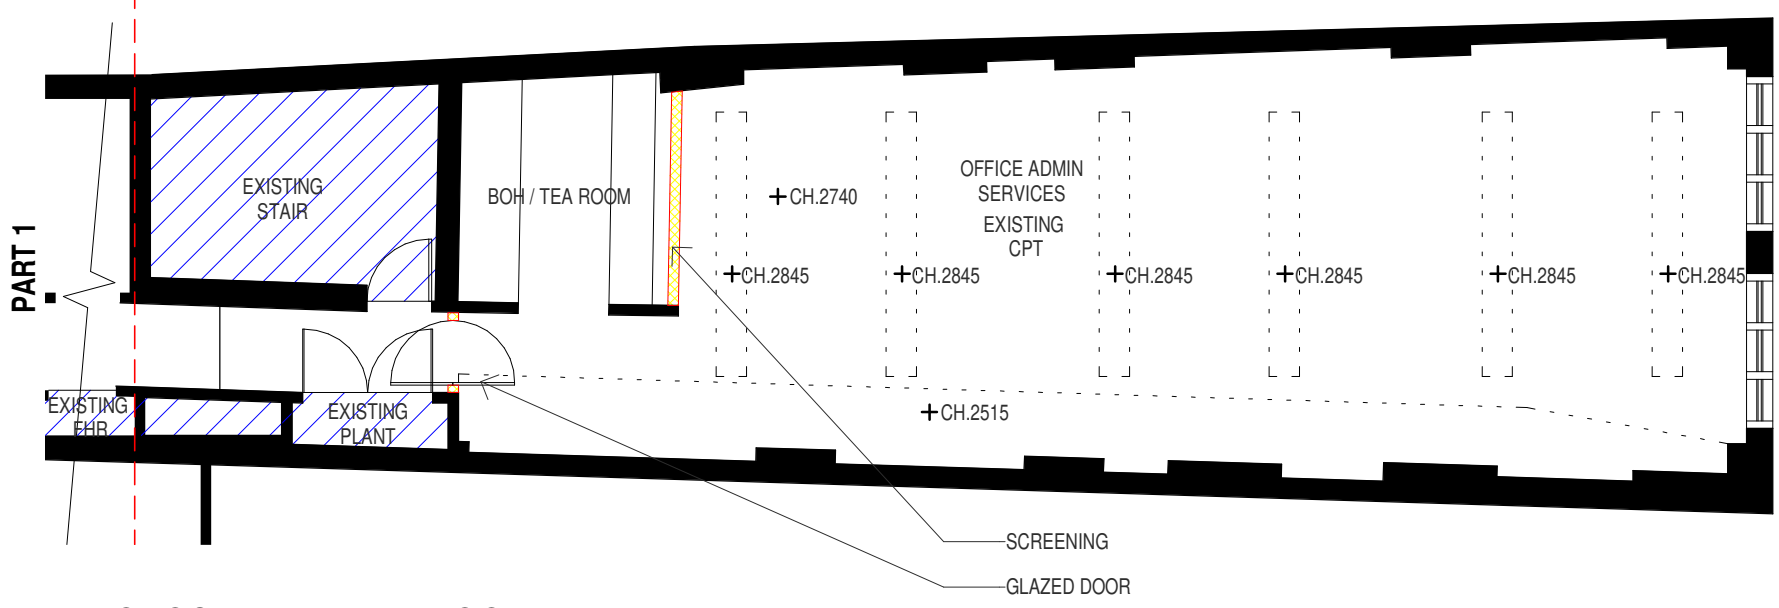 PART 1
EXISTING
STAIR
BOH / TEA ROOM
OFFICE ADMIN
SERVICES
EXISTING
CPT
CH.2740
CH.2845
CH.2845
CH.2845
CH.2845
CH.2845
CH.2845
EXISTING
FHR
EXISTING
PLANT
CH.2515
SCREENING
GLAZED DOOR